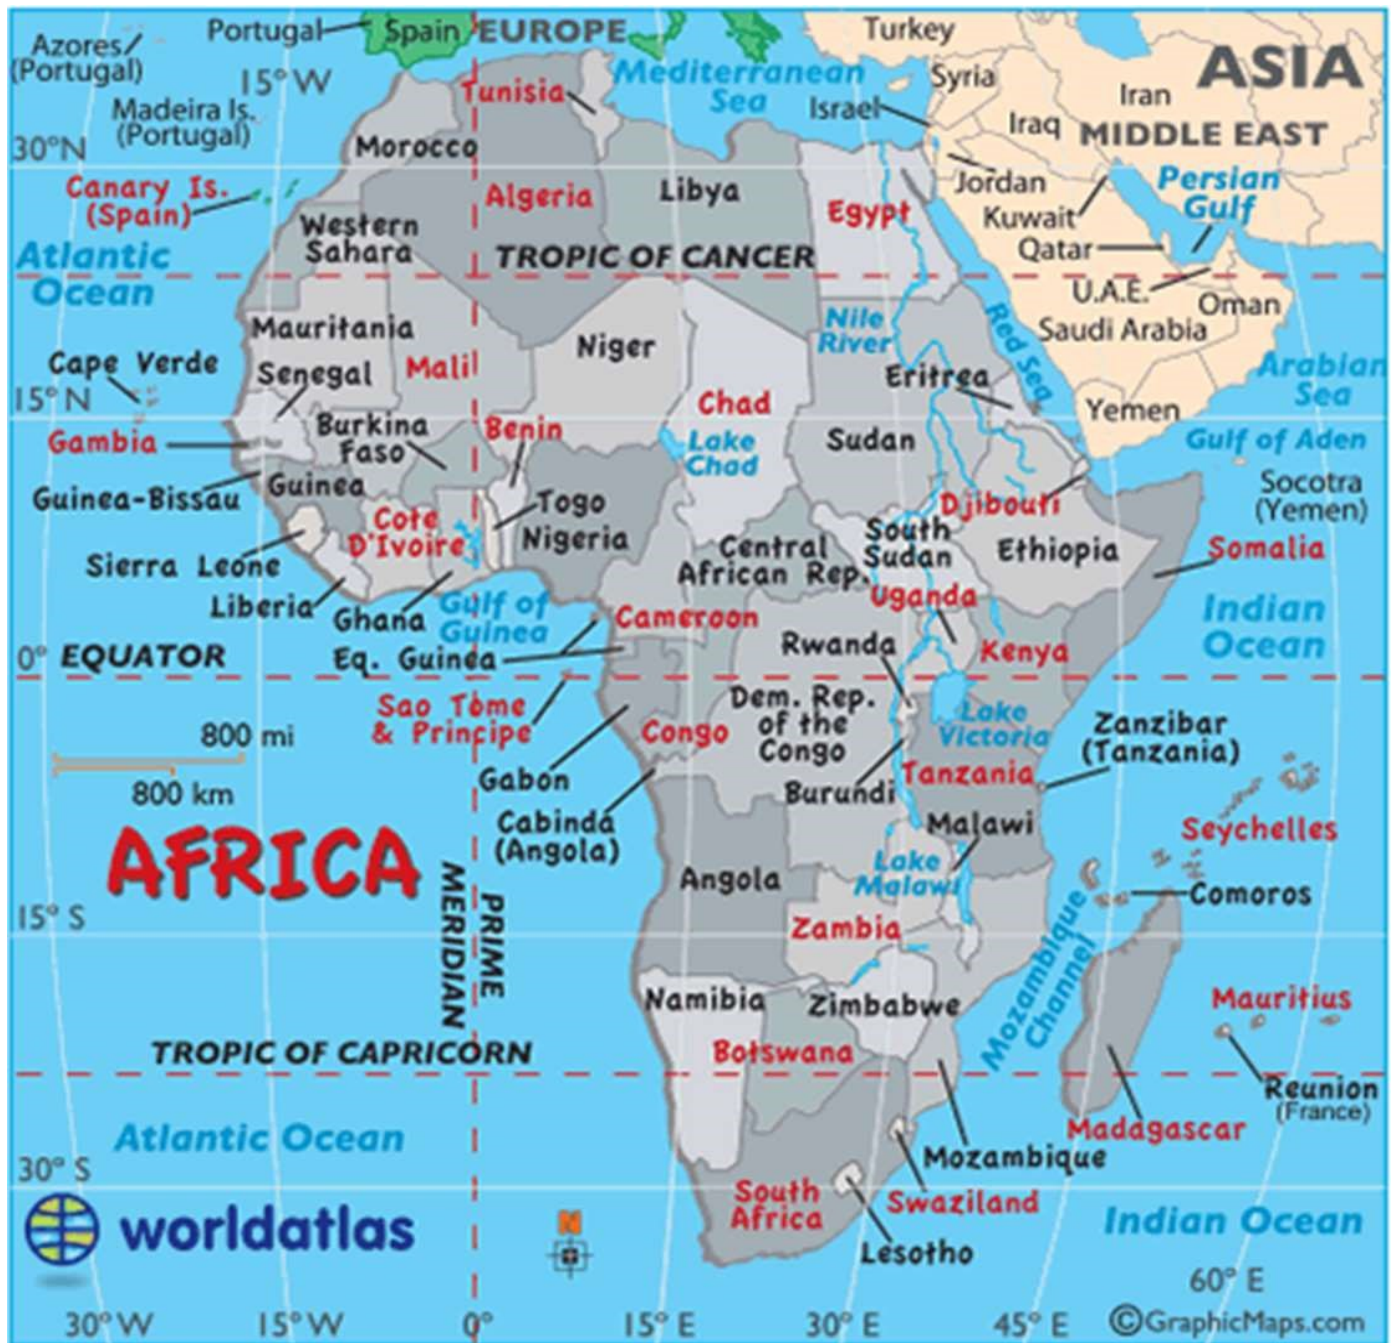 Azores
(Portugal)
Portugal
Spain
EUROPE
Turkey
ASIA
15° W
Tunisia
Mediterranean
Sea
Syria
Israel
Iran
Iraq
MIDDLE EAST
Madeira Is.
(Portugal)
30° N
Morocco
Canary Is.
(Spain)
Algeria
Libya
Egypt
Jordan
Kuwait
Qatar
Persian
Gulf
Western
Sahara
TROPIC OF CANCER
Atlantic
Ocean
U.A.E.
Oman
Saudi Arabia
Mauritania
Niger
Nile
River
Red Sea
Cape Verde
Senegal
Mali
Eritrea
Arabian
Sea
15° N
Chad
Yemen
Gambia
Burkina
Faso
Benin
Lake
Chad
Sudan
Gulf of Aden
Guinea-Bissau
Guinea
Togo
Djibouti
Socotra
(Yemen)
Cote
D'Ivoire
Nigeria
Central
African Rep.
South
Sudan
Ethiopia
Somalia
Sierra Leone
Liberia
Ghana
Gulf of
Guinea
Cameroon
Uganda
Indian
Ocean
0°
EQUATOR
Eq. Guinea
Rwanda
Kenya
Sao Tome
& Principe
Congo
Dem. Rep.
of the
Congo
Lake
Victoria
Zanzibar
(Tanzania)
800 mi
800 km
Gabon
Burundi
Tanzania
Cabinda
(Angola)
Malawi
Seychelles
AFRICA
Angola
Lake
Malawi
Comoros
15° S
PRIME
MERIDIAN
Zambia
Mozambique
Channel
Namibia
Zimbabwe
Mauritius
TROPIC OF CAPRICORN
Botswana
Reunion
(France)
Atlantic Ocean
Madagascar
Mozambique
30° S
South
Africa
Swaziland
worldatlas
N
Lesotho
Indian Ocean
60° E
30° W
15° W
0°
15° E
30° E
45° E
©GraphicMaps.com